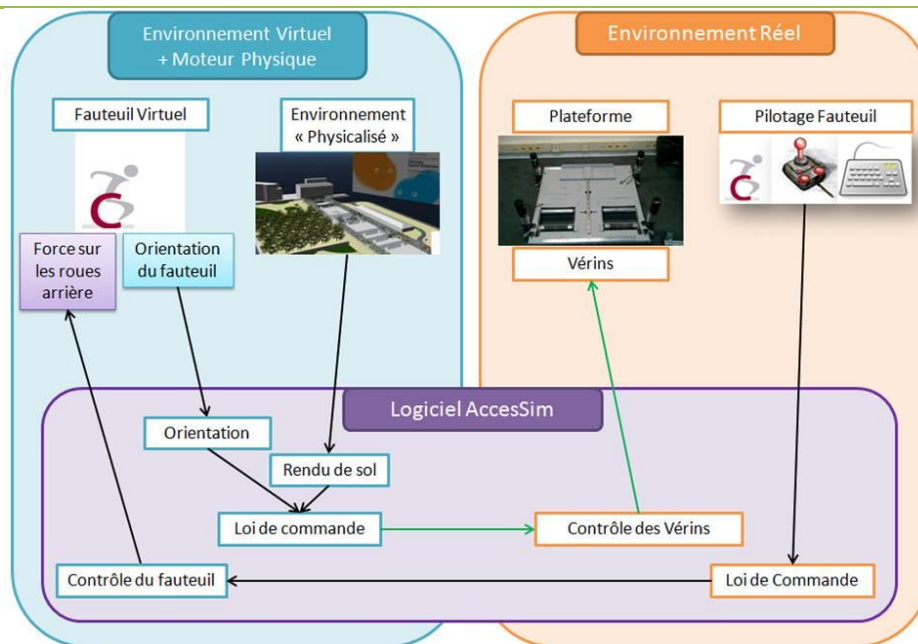 Environnement Virtuel
+ Moteur Physique
Environnement Réel
Fauteuil Virtuel
Environnement
« Physicalisé »
Plateforme
Pilotage Fauteuil
C
C
Force sur
les roues
arrière
Orientation
du fauteuil
Vérins
Logiciel AccesSim
Orientation
Rendu de sol
Loi de commande
Contrôle des Vérins
Contrôle du fauteuil
Loi de Commande